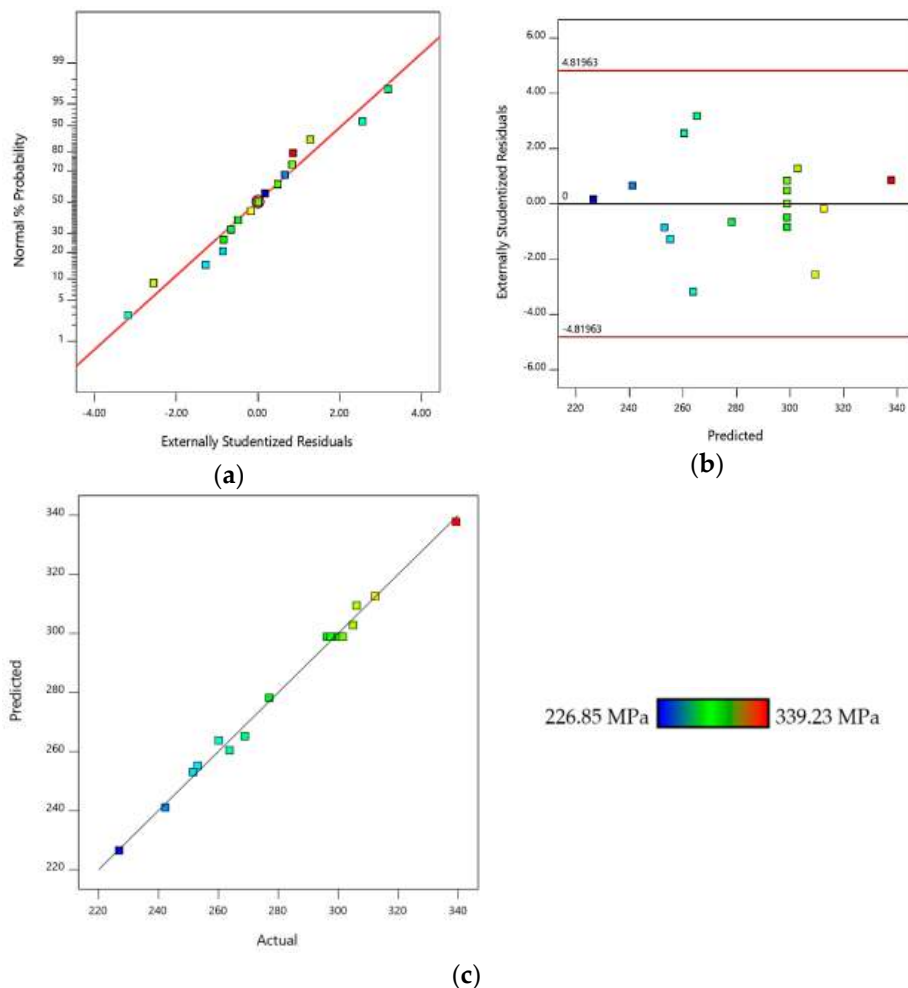 Normal % Probability
99
95
90
80
70
50
30
20
10
5
1
-4.00 -2.00 0.00 2.00 4.00
Externally Studentized Residuals
(a)
Externally Studentized Residuals
6.00
4.81963
4.00
2.00
0
0.00
-2.00
-4.00
-4.81963
-6.00
220 240 260 280 300 320 340
Predicted
(b)
Predicted
340
320
300
280
260
240
220
220 240 260 280 300 320 340
Actual
(c)
226.85 MPa 339.23 MPa